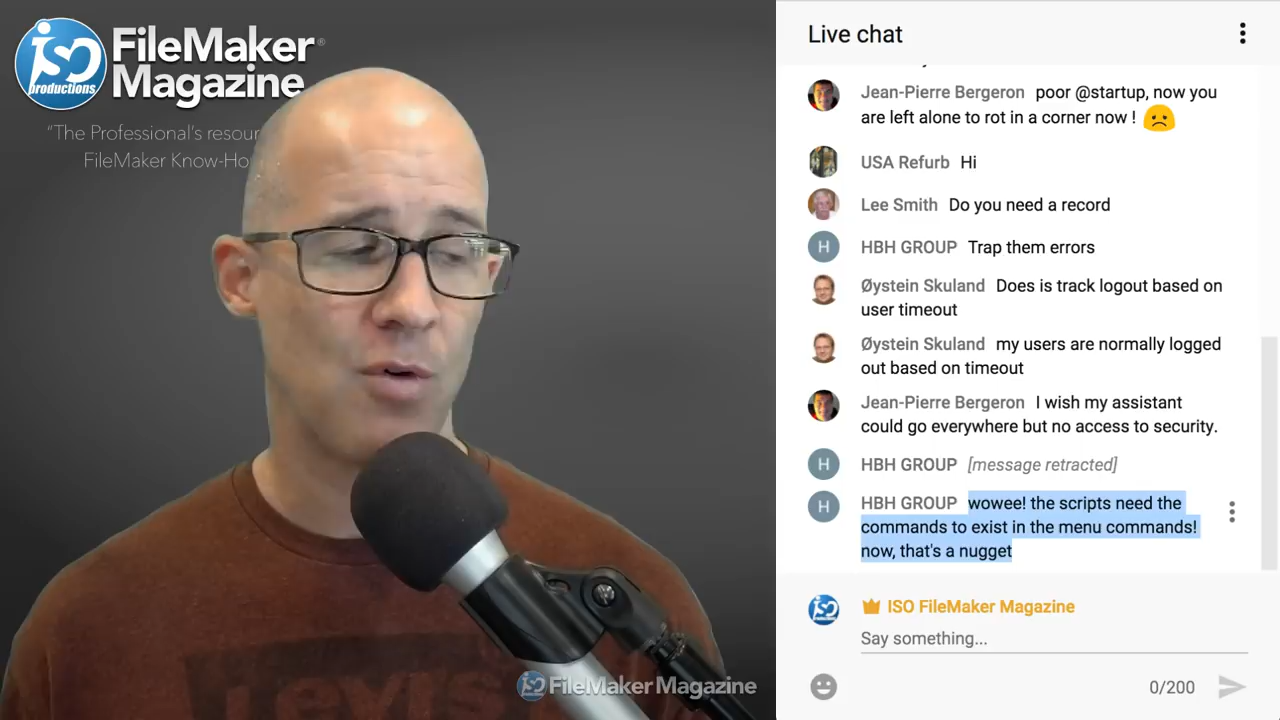 iso
productions
FileMaker
Magazine
"The Professional's resour
FileMaker Know-Ho
LEVI'S
FileMaker Magazine
Live chat
Jean-Pierre Bergeron poor @startup, now you
are left alone to rot in a corner now !
USA Refurb Hi
Lee Smith Do you need a record
H HBH GROUP Trap them errors
Øystein Skuland Does is track logout based on
user timeout
Øystein Skuland my users are normally logged
out based on timeout
Jean-Pierre Bergeron I wish my assistant
could go everywhere but no access to security.
H HBH GROUP [message retracted]
H HBH GROUP wowee! the scripts need the
commands to exist in the menu commands!
now, that's a nugget
iso ISO FileMaker Magazine
Say something...
0/200